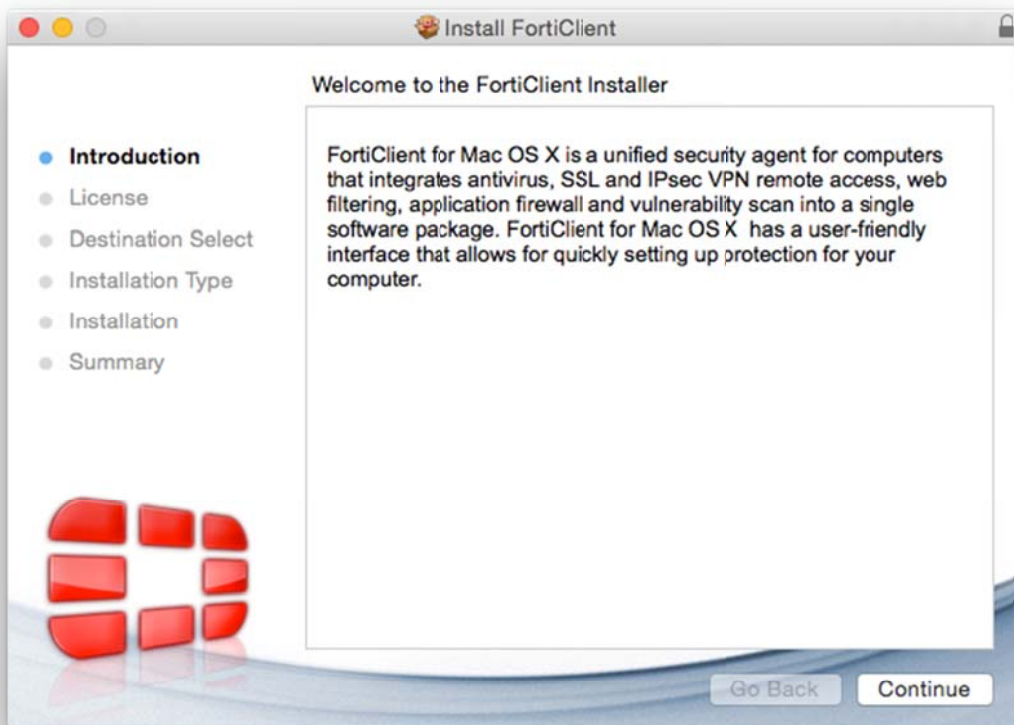 Install FortiClient
Welcome to the FortiClient Installer
Introduction
License
Destination Select
Installation Type
Installation
Summary
FortiClient for Mac OS X is a unified security agent for computers
that integrates antivirus, SSL and IPsec VPN remote access, web
filtering, application firewall and vulnerability scan into a single
software package. FortiClient for Mac OS X has a user-friendly
interface that allows for quickly setting up protection for your
computer.
Go Back
Continue